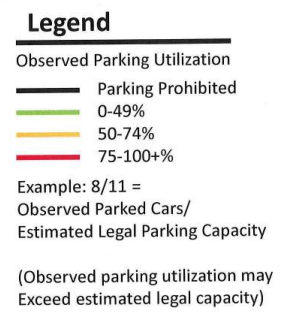 Legend
Observed Parking Utilization
Parking Prohibited
0-49%
50-74%
75-100+%
Example: 8/11 =
Observed Parked Cars/
Estimated Legal Parking Capacity
(Observed parking utilization may
Exceed estimated legal capacity)